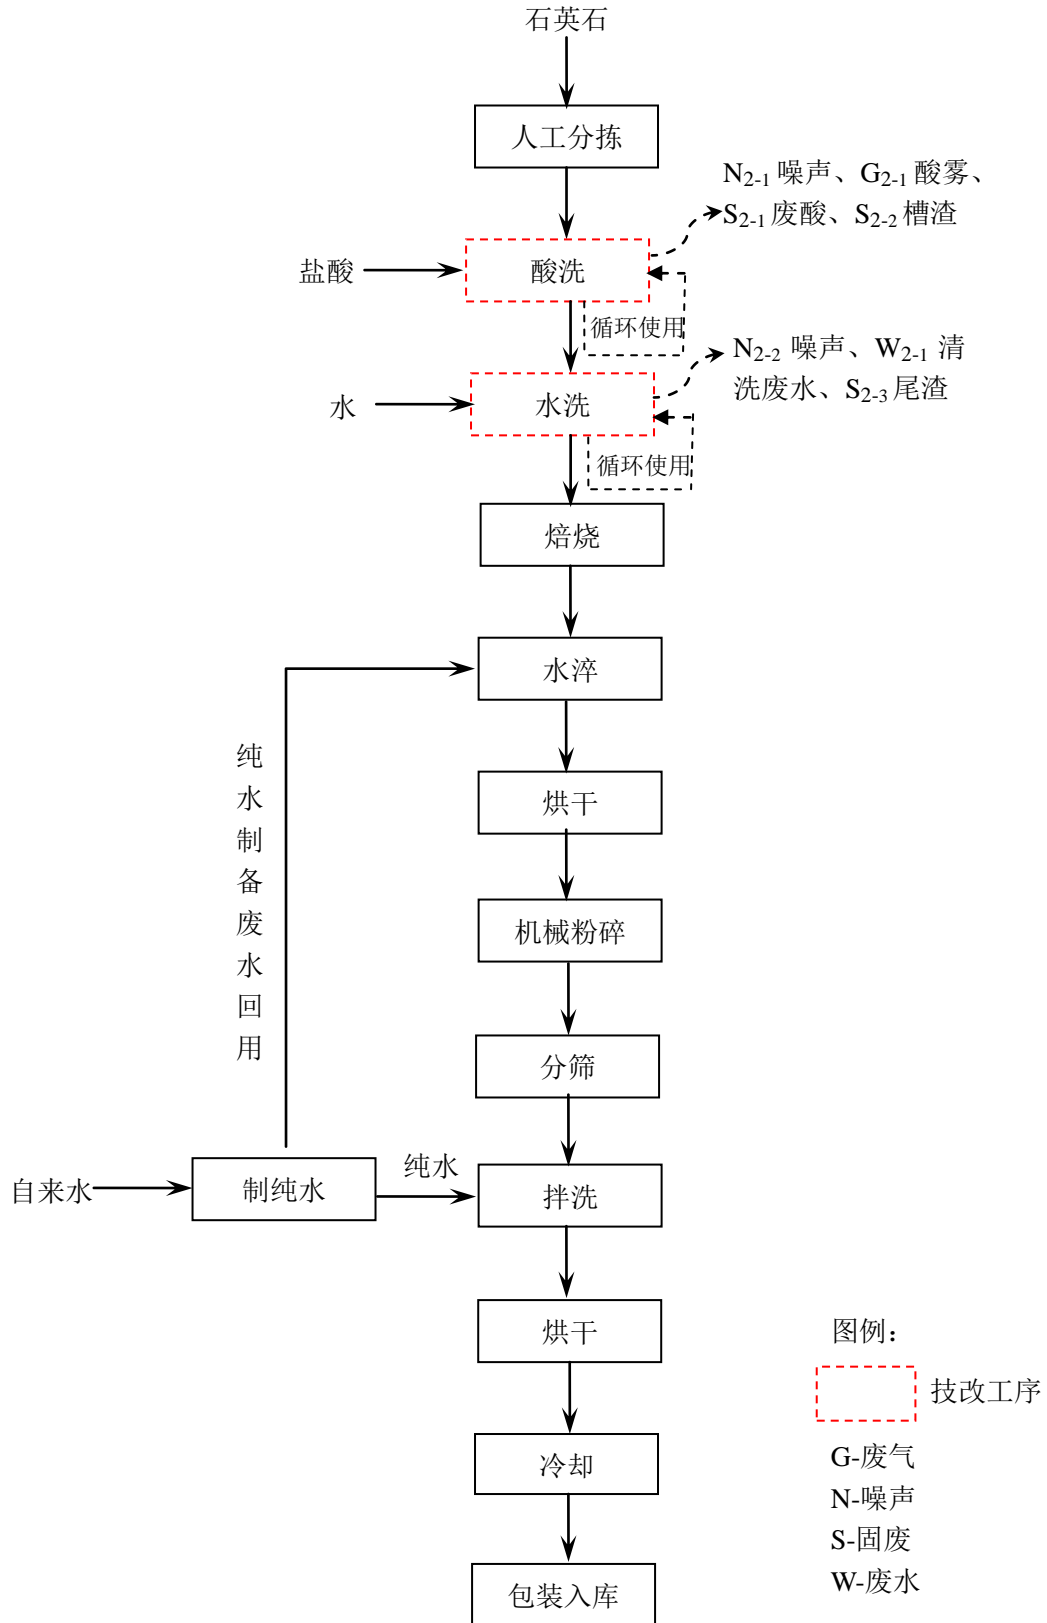 石英石
人工分拣
N2-1 噪声、G2-1 酸雾、
S2-1 废酸、S2-2 槽渣
盐酸
酸洗
循环使用
N2-2 噪声、W2-1 清
洗废水、S2-3 尾渣
水
水洗
循环使用
焙烧
水淬
纯水制备废水回用
烘干
机械粉碎
分筛
自来水
制纯水
纯水
拌洗
烘干
冷却
包装入库
图例：
技改工序
G-废气
N-噪声
S-固废
W-废水